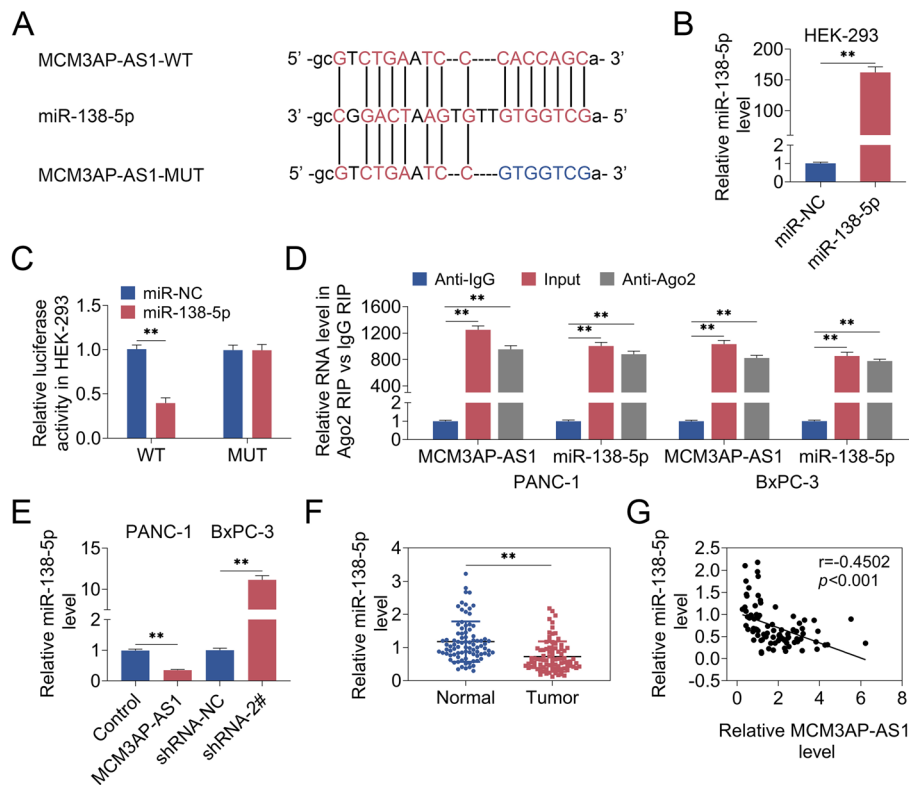 A
MCM3AP-AS1-WT
5' -gcGTCTGAATC--C----CACCAGCa- 3'
miR-138-5p
3' -gcCGGACTAAGTGTTGTGGTCGa- 5'
MCM3AP-AS1-MUT
5' -gcGTCTGAATC--C----GTGGTCGa- 3'
B
HEK-293
Relative miR-138-5p
level
200
150
100
2
1
0
**
miR-NC
miR-138-5p
C
miR-NC
miR-138-5p
Relative luciferase
activity in HEK-293
1.5
1.0
0.5
0.0
**
WT
MUT
D
Anti-IgG
Input
Anti-Ago2
Relative RNA level in
Ago2 RIP vs IgG RIP
1600
1200
800
400
2
1
0
**
**
**
**
**
**
**
**
MCM3AP-AS1
miR-138-5p
MCM3AP-AS1
miR-138-5p
PANC-1
BxPC-3
E
PANC-1
BxPC-3
Relative miR-138-5p
level
15
10
5
2
1
0
**
**
Control
MCM3AP-AS1
shRNA-NC
shRNA-2#
F
Relative miR-138-5p
level
4
3
2
1
0
**
Normal
Tumor
G
Relative miR-138-5p
level
2.5
2.0
1.5
1.0
0.5
0.0
-0.5
r=-0.4502
p<0.001
0
2
4
6
8
Relative MCM3AP-AS1
level